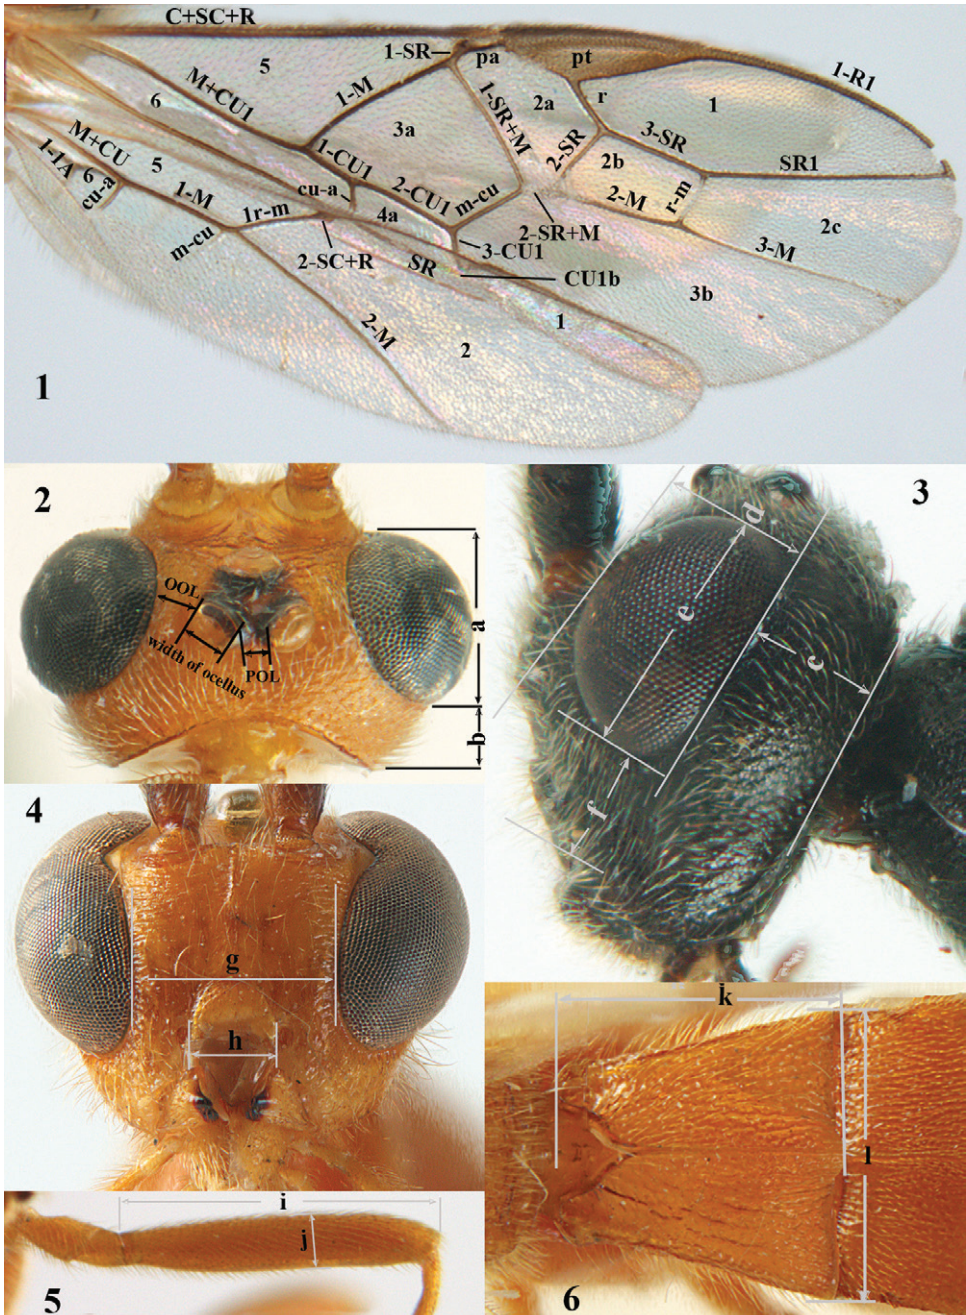 C+SC+R
1-SR
pa
pt
1-R1
5
M+CU1
1-M
6
r
1
2a
1-SR+M
3-SR
3a
2-SR
M+CU
1-CU1
2b
SR1
1-1A
5
6
cu-a
cu-a
2-CU1
2-M
r-m
1-M
m-cu
1r-m
4a
2c
m-cu
2-SC+R
SR
3-CU1
2-SR+M
3-M
CU1b
3b
2-M
1
2
1
2
OOL
width of ocellus
POL
a
b
3
d
e
c
f
4
g
h
i
j
5
k
l
6